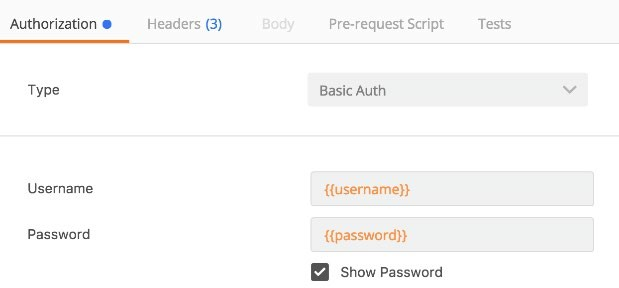 Authorization Headers (3) Body Pre-request Script Tests
Type Basic Auth
Username {{username}}
Password {{password}}
Show Password